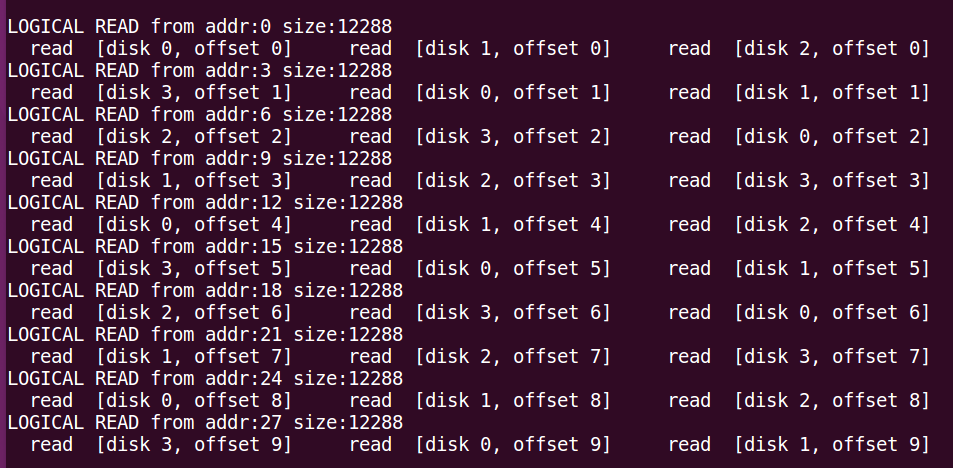 LOGICAL READ from addr:0 size:12288
  read  [disk 0, offset 0]     read  [disk 1, offset 0]     read  [disk 2, offset 0]
LOGICAL READ from addr:3 size:12288
  read  [disk 3, offset 1]     read  [disk 0, offset 1]     read  [disk 1, offset 1]
LOGICAL READ from addr:6 size:12288
  read  [disk 2, offset 2]     read  [disk 3, offset 2]     read  [disk 0, offset 2]
LOGICAL READ from addr:9 size:12288
  read  [disk 1, offset 3]     read  [disk 2, offset 3]     read  [disk 3, offset 3]
LOGICAL READ from addr:12 size:12288
  read  [disk 0, offset 4]     read  [disk 1, offset 4]     read  [disk 2, offset 4]
LOGICAL READ from addr:15 size:12288
  read  [disk 3, offset 5]     read  [disk 0, offset 5]     read  [disk 1, offset 5]
LOGICAL READ from addr:18 size:12288
  read  [disk 2, offset 6]     read  [disk 3, offset 6]     read  [disk 0, offset 6]
LOGICAL READ from addr:21 size:12288
  read  [disk 1, offset 7]     read  [disk 2, offset 7]     read  [disk 3, offset 7]
LOGICAL READ from addr:24 size:12288
  read  [disk 0, offset 8]     read  [disk 1, offset 8]     read  [disk 2, offset 8]
LOGICAL READ from addr:27 size:12288
  read  [disk 3, offset 9]     read  [disk 0, offset 9]     read  [disk 1, offset 9]